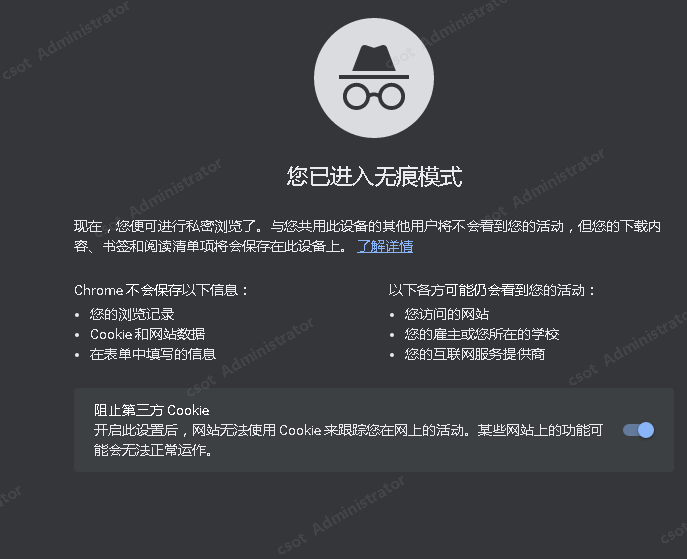 csot Administrator
csot Administrator
您已进入无痕模式
Administrator
csot Administrator
现在，您便可进行私密浏览了。与您共用此设备的其他用户将不会看到您的活动，但您的下载内
容、书签和阅读清单项将会保存在此设备上。 了解详情
Chrome 不会保存以下信息：
• 您的浏览记录
• Cookie 和网站数据
• 在表单中填写的信息
以下各方可能仍会看到您的活动：
• 您访问的网站
• 您的雇主或您所在的学校
• 您的互联网服务提供商
csot Administrator
csot Administrator
阻止第三方 Cookie
开启此设置后，网站无法使用 Cookie 来跟踪您在网上的活动。某些网站上的功能可
能会无法正常运作。
csot Administrator